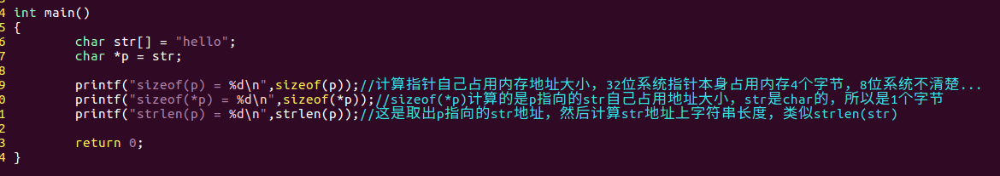 4 int main()
5 {
6         char str[] = "hello";
7         char *p = str;
8
9         printf("sizeof(p) = %d\n",sizeof(p));//计算指针自己占用内存地址大小，32位系统指针本身占用内存4个字节，8位系统不清楚...
0         printf("sizeof(*p) = %d\n",sizeof(*p));//sizeof(*p)计算的是p指向的str自己占用地址大小，str是char的，所以是1个字节
1         printf("strlen(p) = %d\n",strlen(p));//这是取出p指向的str地址，然后计算str地址上字符串长度，类似strlen(str)
2
3         return 0;
4 }